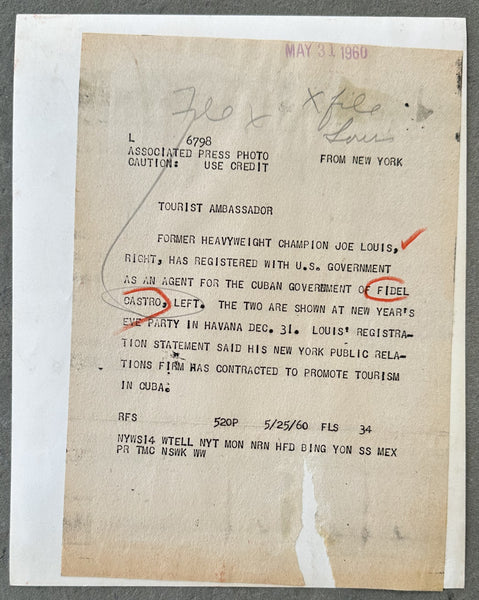 MAY 31 1960
File x   x file
Louis
L 6798
ASSOCIATED PRESS PHOTO FROM NEW YORK
CAUTION: USE CREDIT
TOURIST AMBASSADOR
FORMER HEAVYWEIGHT CHAMPION JOE LOUIS,
RIGHT, HAS REGISTERED WITH U.S. GOVERNMENT
AS AN AGENT FOR THE CUBAN GOVERNMENT OF FIDEL
CASTRO, LEFT. THE TWO ARE SHOWN AT NEW YEAR'S
EVE PARTY IN HAVANA DEC. 31. LOUIS' REGISTRA-
TION STATEMENT SAID HIS NEW YORK PUBLIC RELA-
TIONS FIRM HAS CONTRACTED TO PROMOTE TOURISM
IN CUBA.
RFS 520P 5/25/60 FLS 34
NYWS14 WTELL NYT MON NRN HFD BING YON SS MEX
PR TMC NSWK WW